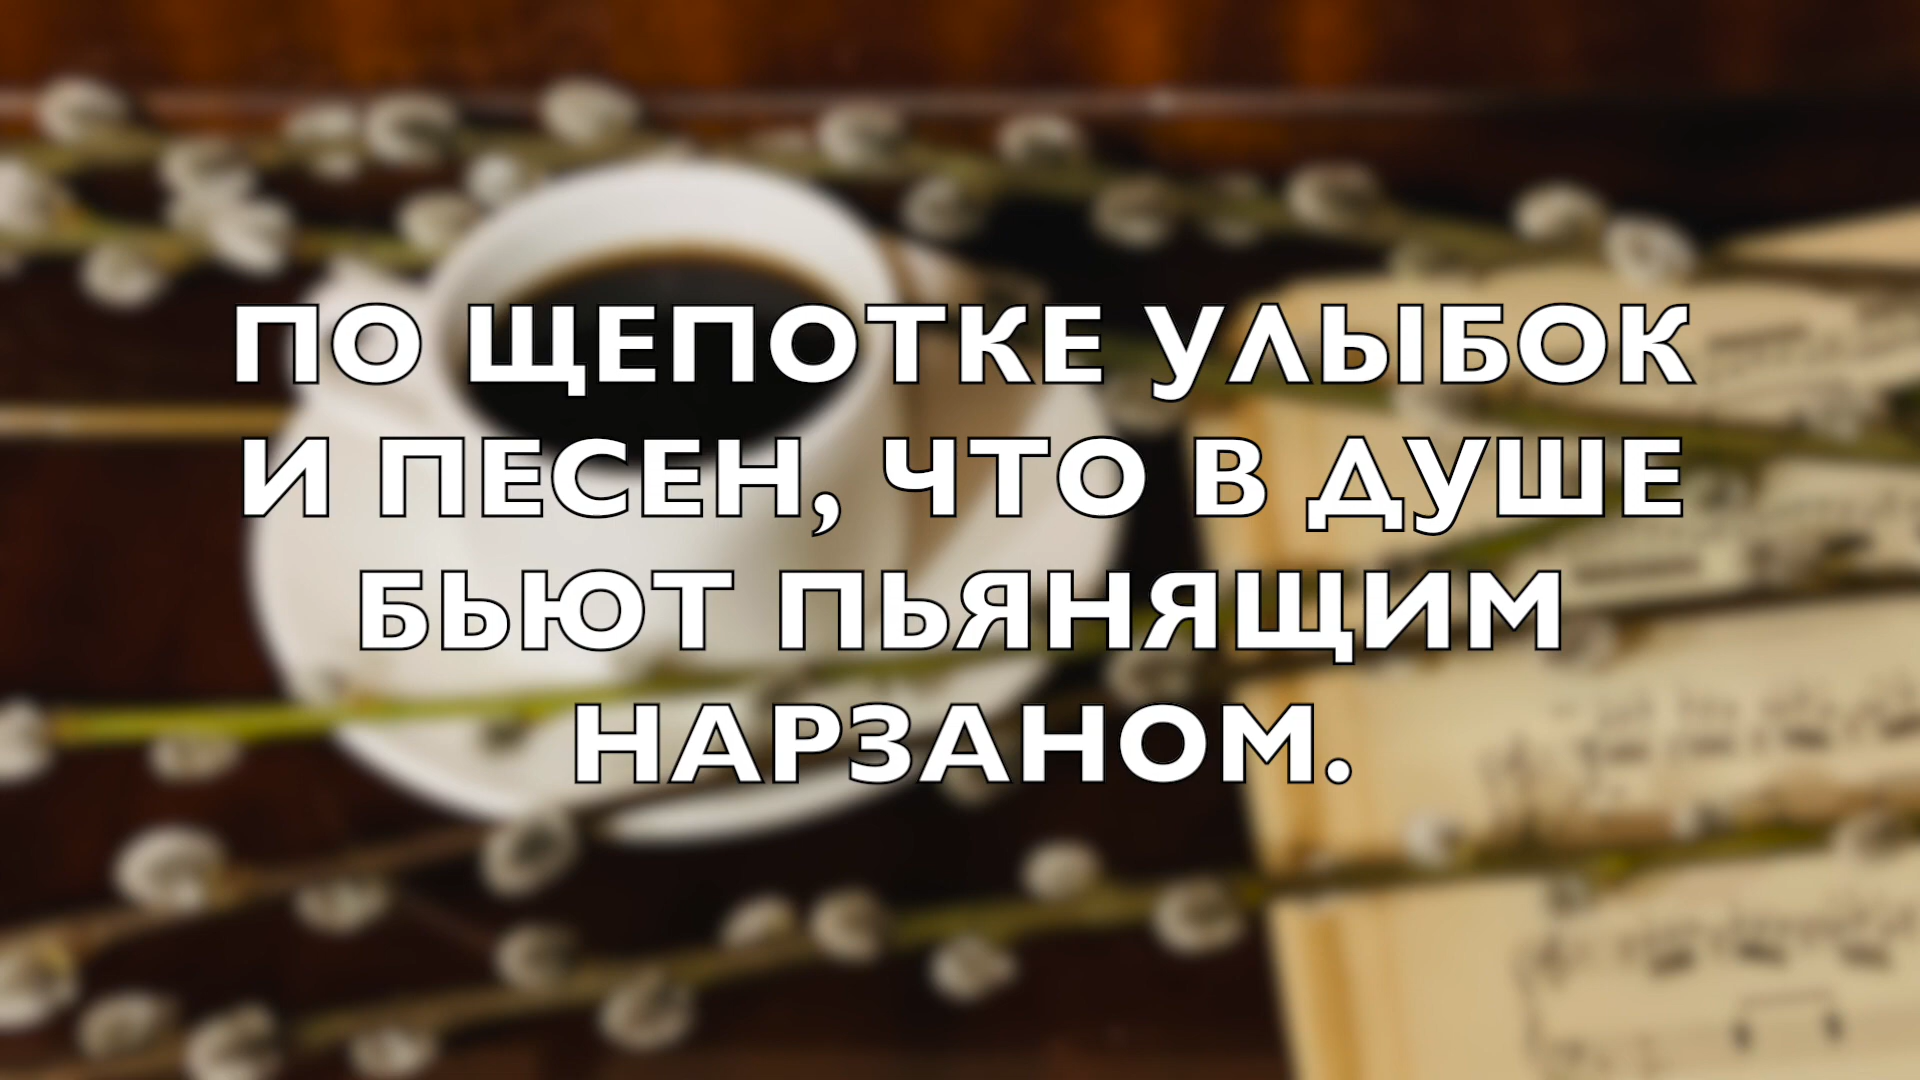 ПО ЩЕПОТКЕ УЛЫБОК
И ПЕСЕН, ЧТО В ДУШЕ
БЬЮТ ПЬЯНЯЩИМ
НАРЗАНОМ.